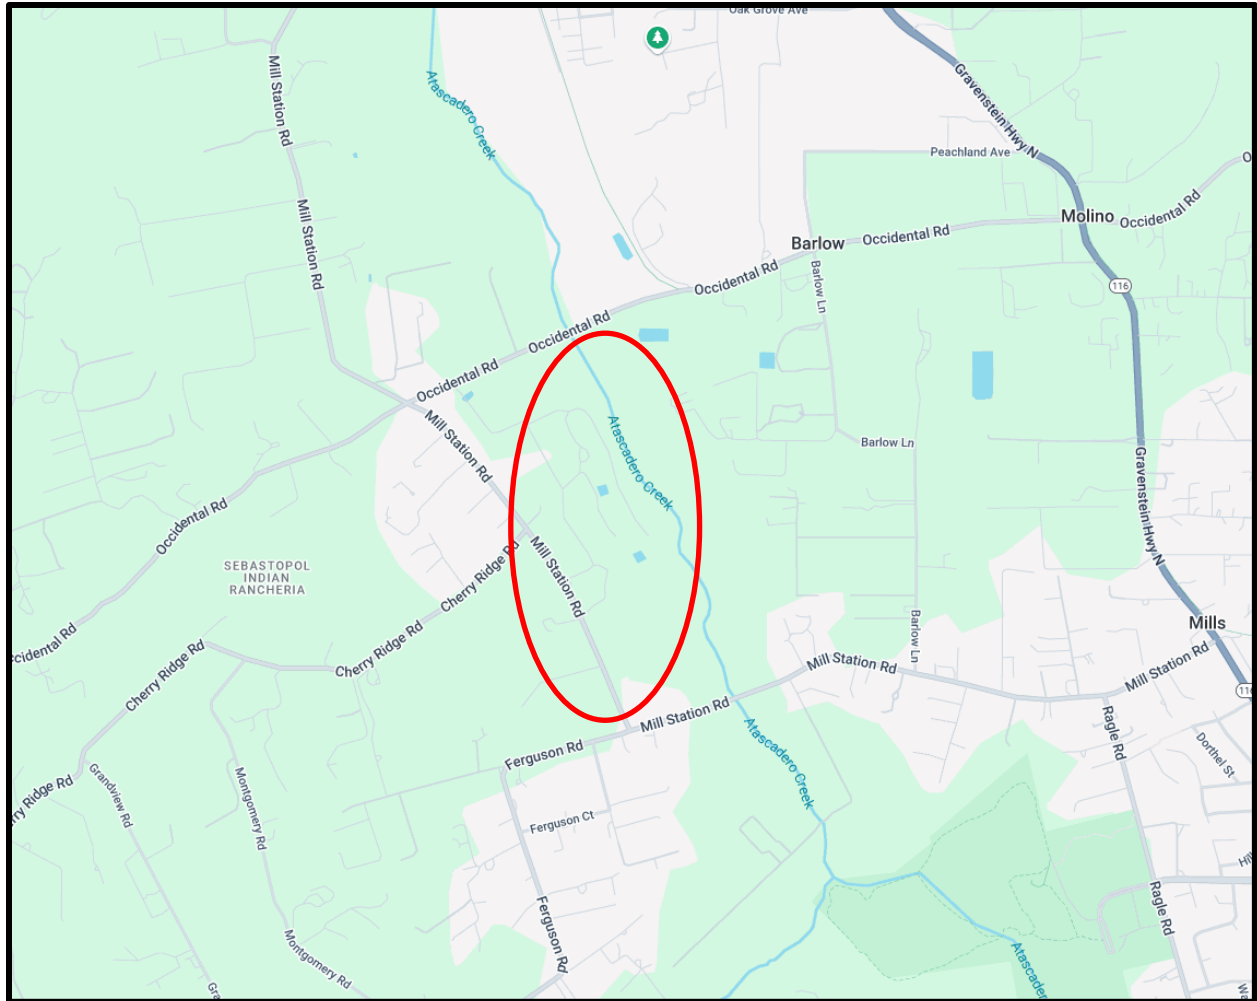 Oak Grove Ave
Gravenstein Hwy N
Atascadero Creek
Mill Station Rd
Peachland Ave
Mill Station Rd
Molino
Occidental Rd
Barlow
Occidental Rd
Barlow Ln
Occidental Rd
116
Occidental Rd
Occidental Rd
Mill Station Rd
Atascadero Creek
Barlow Ln
Gravenstein Hwy N
Occidental Rd
SEBASTOPOL
INDIAN
RANCHERIA
Cherry Ridge Rd
Mill Station Rd
Barlow Ln
Mills
ccidental Rd
Cherry Ridge Rd
Cherry Ridge Rd
Mill Station Rd
Mill Station Rd
116
Mill Station Rd
Ragle Rd
Ferguson Rd
Atascadero Creek
Dorthel St
rry Ridge Rd
Grandview Rd
Montgomery Rd
Ferguson Ct
Ragle Rd
Ferguson Rd
Montgomery Rd
Atascadero
Gra